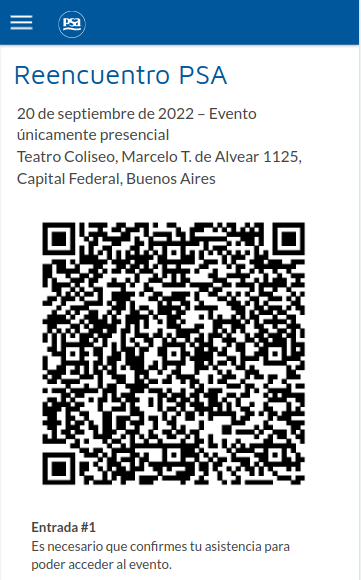 psa
Reencuentro PSA
20 de septiembre de 2022 – Evento
únicamente presencial
Teatro Coliseo, Marcelo T. de Alvear 1125,
Capital Federal, Buenos Aires
Entrada #1
Es necesario que confirmes tu asistencia para
poder acceder al evento.